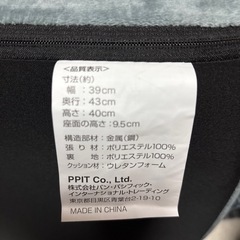 <品質表示>
寸法(約)
幅:39cm
奥行:43cm
高さ:40cm
座面の高さ:9.5cm
構造部材:金属(鋼)
張り材:ポリエステル100%
裏地:ポリエステル100%
クッション材:ウレタンフォーム
PPIT Co., Ltd.
株式会社パン・パシフィック・
インターナショナル・トレーディング
東京都目黒区青葉台2-19-10
MADE IN CHINA